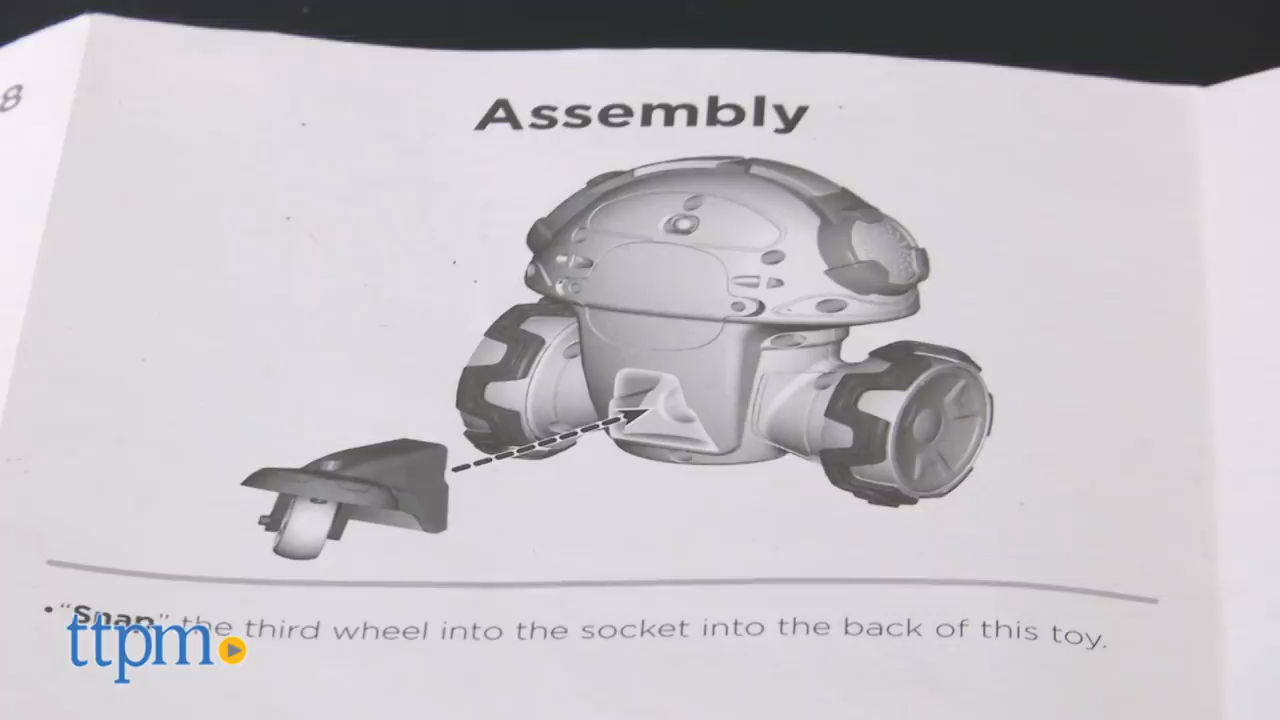 8
Assembly
• "Snap" the third wheel into the socket into the back of this toy.
ttpm